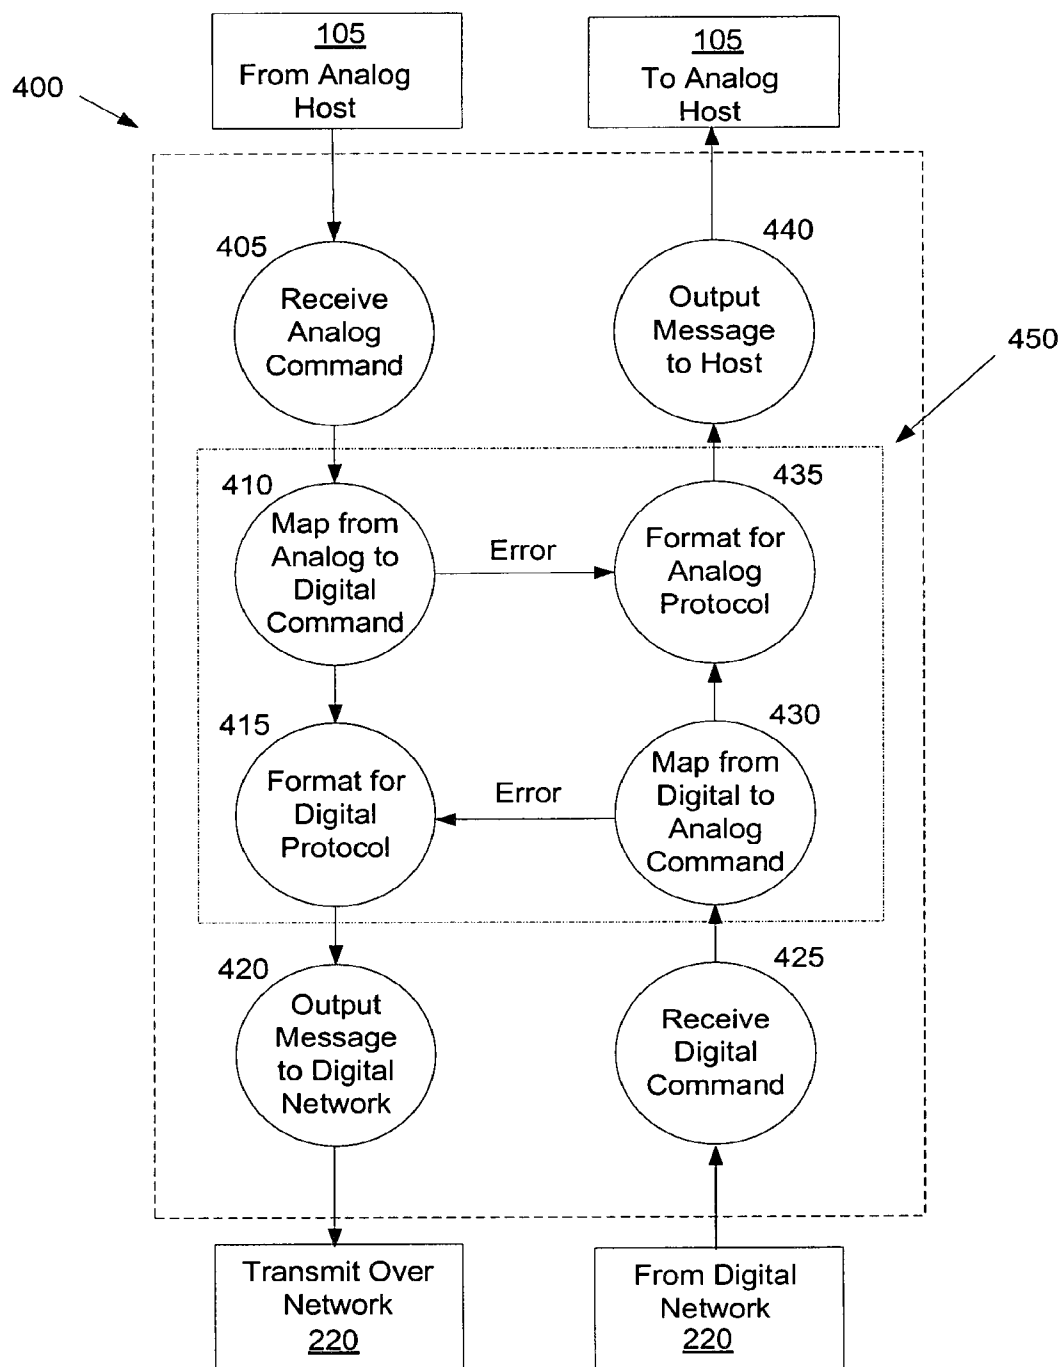 105
From Analog
Host
105
To Analog
Host
400
405
Receive
Analog
Command
440
Output
Message
to Host
450
410
Map from
Analog to
Digital
Command
Error
435
Format for
Analog
Protocol
415
Format for
Digital
Protocol
Error
430
Map from
Digital to
Analog
Command
420
Output
Message
to Digital
Network
425
Receive
Digital
Command
Transmit Over
Network
220
From Digital
Network
220